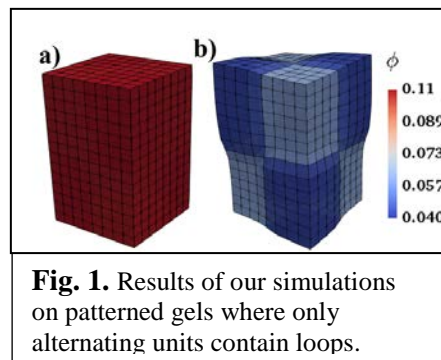 a)
b)
ϕ
0.11
0.089
0.073
0.057
0.040
Fig. 1. Results of our simulations
on patterned gels where only
alternating units contain loops.